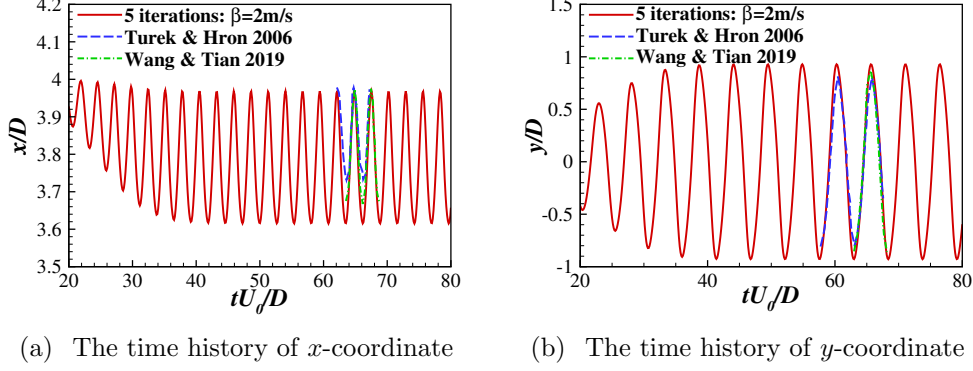 4.2
4.1
4
3.9
3.8
3.7
3.6
3.5
x/D
5 iterations: β=2m/s
Turek & Hron 2006
Wang & Tian 2019
20 30 40 50 60 70 80
tU₀/D
(a) The time history of x-coordinate
1.5
1
0.5
0
-0.5
-1
y/D
5 iterations: β=2m/s
Turek & Hron 2006
Wang & Tian 2019
20 40 60 80
tU₀/D
(b) The time history of y-coordinate